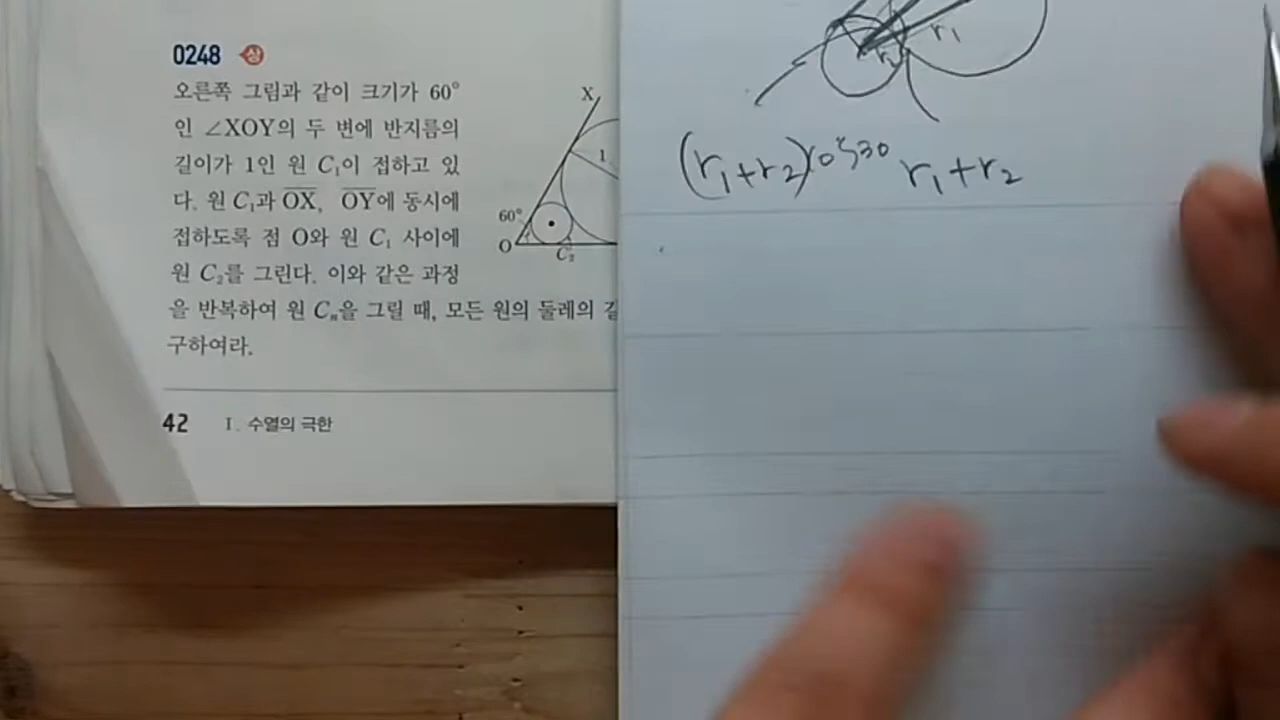 0248 상
오른쪽 그림과 같이 크기가 60°
인 ∠XOY의 두 변에 반지름의
길이가 1인 원 C₁이 접하고 있
다. 원 C₁과 OX, OY에 동시에
접하도록 점 O와 원 C₁ 사이에
원 C₂를 그린다. 이와 같은 과정
을 반복하여 원 Cₙ을 그릴 때, 모든 원의 둘레의 길
구하여라.
X
1
60°
O
C₂
42 Ⅰ. 수열의 극한
r₁
r₂
(r₁+r₂)cos30 r₁+r₂